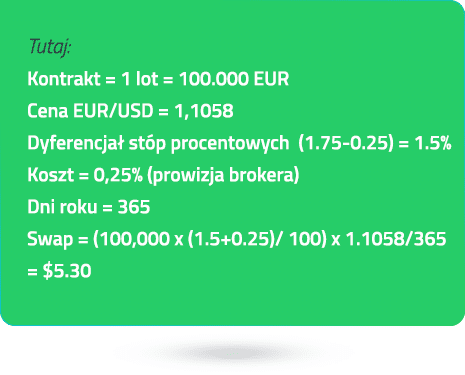 Tutaj:
Kontrakt = 1 lot = 100.000 EUR
Cena EUR/USD = 1,1058
Dyferencjał stóp procentowych (1.75-0.25) = 1.5%
Koszt = 0,25% (prowizja brokera)
Dni roku = 365
Swap = (100,000 x (1.5+0.25)/ 100) x 1.1058/365
= $5.30